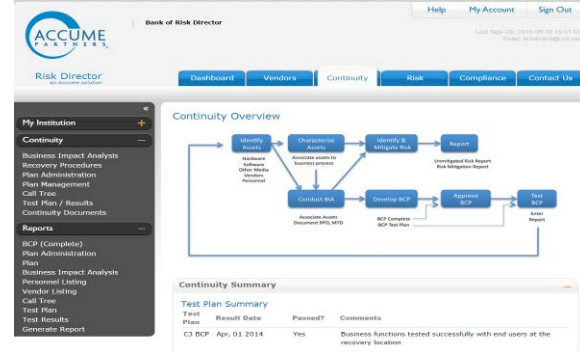 Help My Account Sign Out
Bank of Risk Director
ACCUME
PARTNERS
Risk Director
an Accume solution
Dashboard Vendors Continuity Risk Compliance Contact Us
«
My Institution +
Continuity −
Business Impact Analysis
Recovery Procedures
Plan Administration
Plan Management
Call Tree
Test Plan / Results
Continuity Documents
Reports −
BCP (Complete)
Plan Administration
Plan
Business Impact Analysis
Personnel Listing
Vendor Listing
Call Tree
Test Plan
Test Results
Generate Report
Continuity Overview
Identify
Assets
Characterize
Assets
Identify &
Mitigate Risk
Report
Hardware
Software
Other Media
Vendors
Personnel
Associate assets to
business process
Unmitigated Risk Report
Risk Mitigation Report
Conduct BIA
Develop BCP
Approve
BCP
Test
BCP
Associate Assets
Document RPO, MTD
BCP Complete
BCP Test Plan
Enter
Report
Continuity Summary −
Test Plan Summary
Test
Plan Result Date Passed? Comments
C3 BCP Apr, 01 2014 Yes Business functions tested successfully with end users at the
recovery location